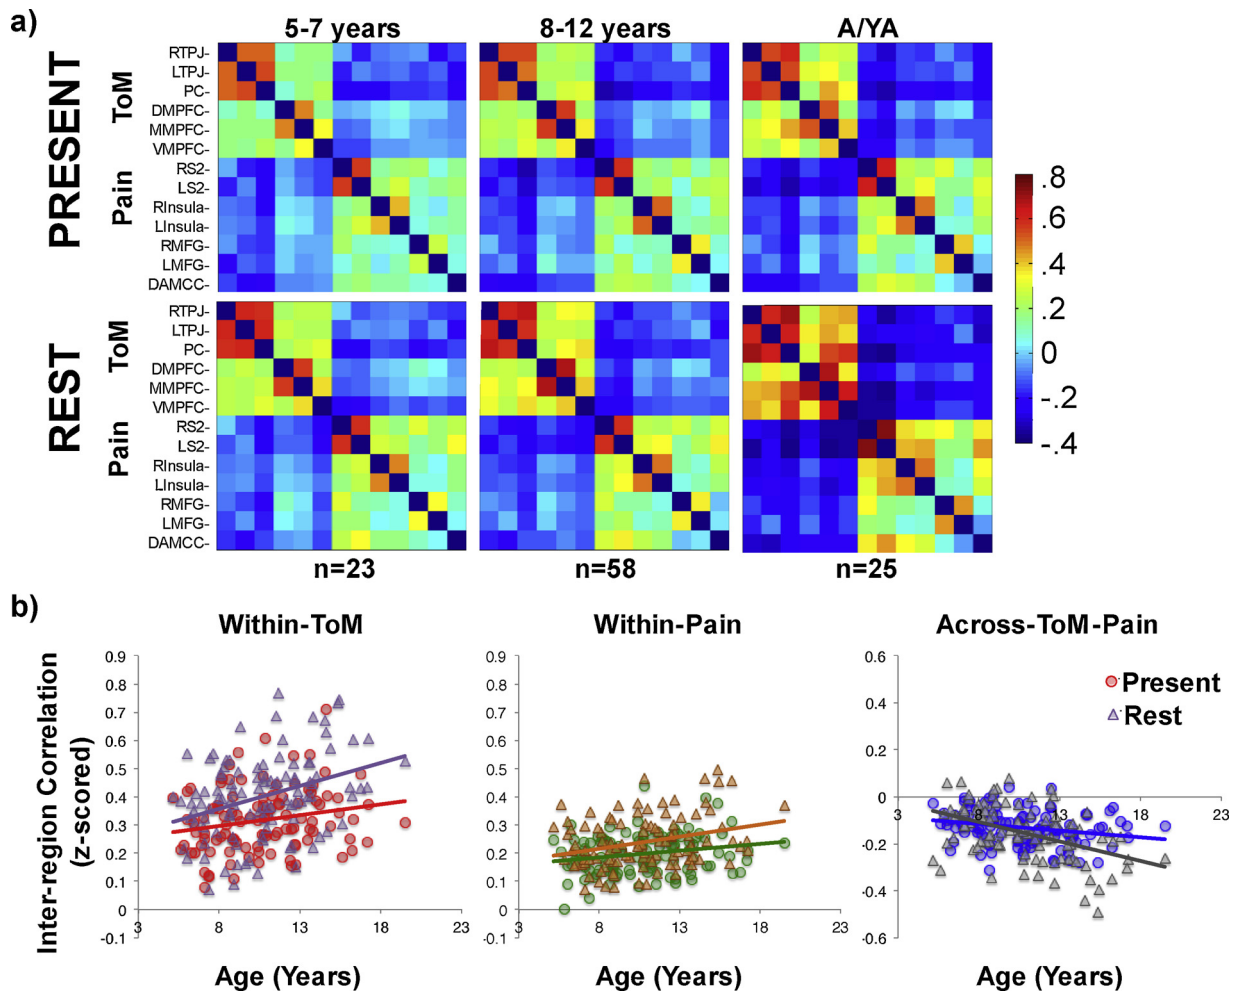 a)
5-7 years
8-12 years
A/YA
PRESENT
ToM
Pain
RTPJ-
LTPJ-
PC-
DMPFC-
MMPFC-
VMPFC-
RS2-
LS2-
RInsula-
LInsula-
RMFG-
LMFG-
DAMCC-
REST
ToM
Pain
RTPJ-
LTPJ-
PC-
DMPFC-
MMPFC-
VMPFC-
RS2-
LS2-
RInsula-
LInsula-
RMFG-
LMFG-
DAMCC-
.8
.6
.4
.2
0
-.2
-.4
n=23
n=58
n=25
b)
Within-ToM
Within-Pain
Across-ToM-Pain
Inter-region Correlation
(z-scored)
0.9
0.8
0.7
0.6
0.5
0.4
0.3
0.2
0.1
0
-0.1
3
8
13
18
23
Age (Years)
0.9
0.8
0.7
0.6
0.5
0.4
0.3
0.2
0.1
0
-0.1
3
8
13
18
23
Age (Years)
0.6
0.4
0.2
0
-0.2
-0.4
-0.6
3
8
13
18
23
Present
Rest
Age (Years)